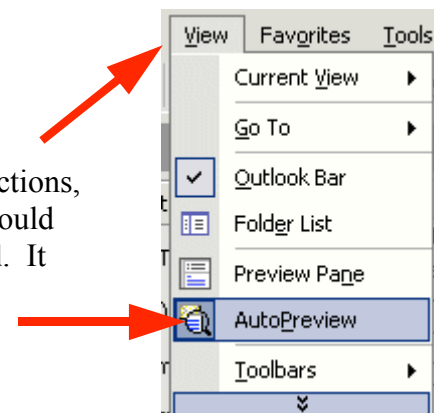 View Favorites Tools
Current View
Go To
Outlook Bar
Folder List
Preview Pane
AutoPreview
Toolbars
ctions,
ould
. It